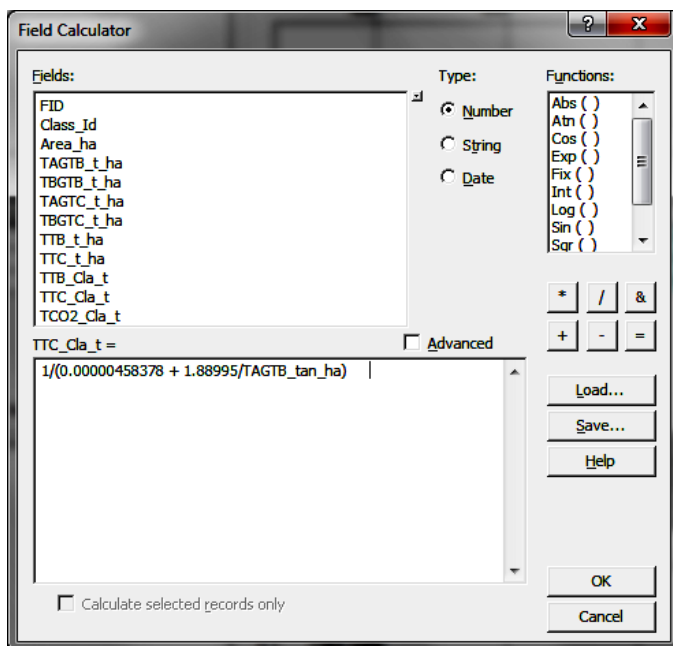 Field Calculator
?
X
Fields:
Type:
Functions:
FID
Class_Id
Area_ha
TAGTB_t_ha
TBGTB_t_ha
TAGTC_t_ha
TBGTC_t_ha
TTB_t_ha
TTC_t_ha
TTB_Cla_t
TTC_Cla_t
TCO2_Cla_t
Number
String
Date
Abs ( )
Atn ( )
Cos ( )
Exp ( )
Fix ( )
Int ( )
Log ( )
Sin ( )
Sqr ( )
* / &
+ - =
TTC_Cla_t =
Advanced
1/(0.00000458378 + 1.88995/TAGTB_tan_ha)
Load...
Save...
Help
Calculate selected records only
OK
Cancel